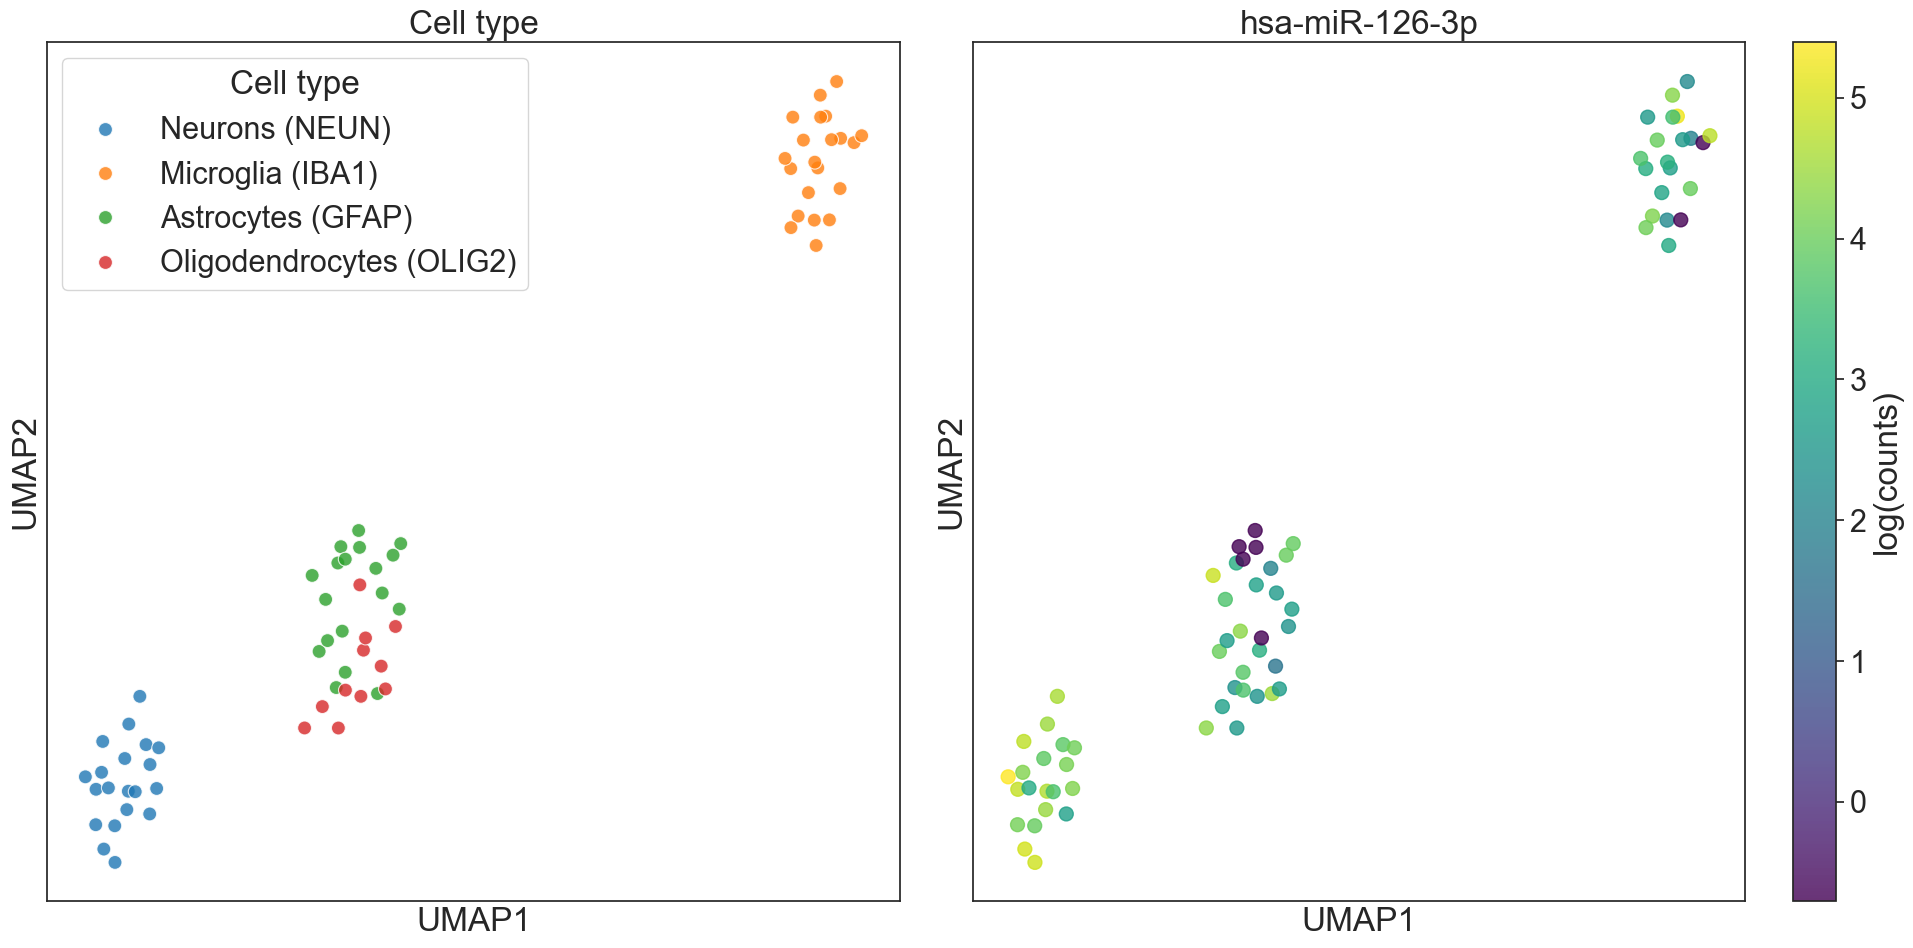 Cell type
Cell type
Neurons (NEUN)
Microglia (IBA1)
Astrocytes (GFAP)
Oligodendrocytes (OLIG2)
UMAP2
UMAP1
hsa-miR-126-3p
UMAP2
UMAP1
5
4
3
2
1
0
log(counts)